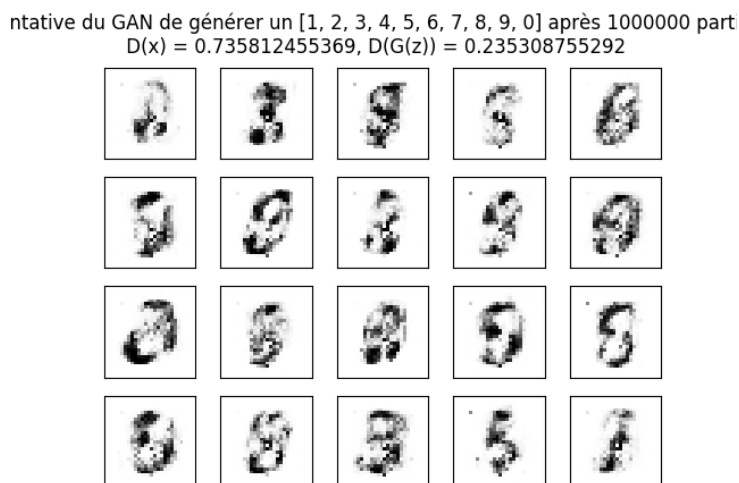 ntative du GAN de générer un [1, 2, 3, 4, 5, 6, 7, 8, 9, 0] après 1000000 parti
D(x) = 0.735812455369, D(G(z)) = 0.235308755292